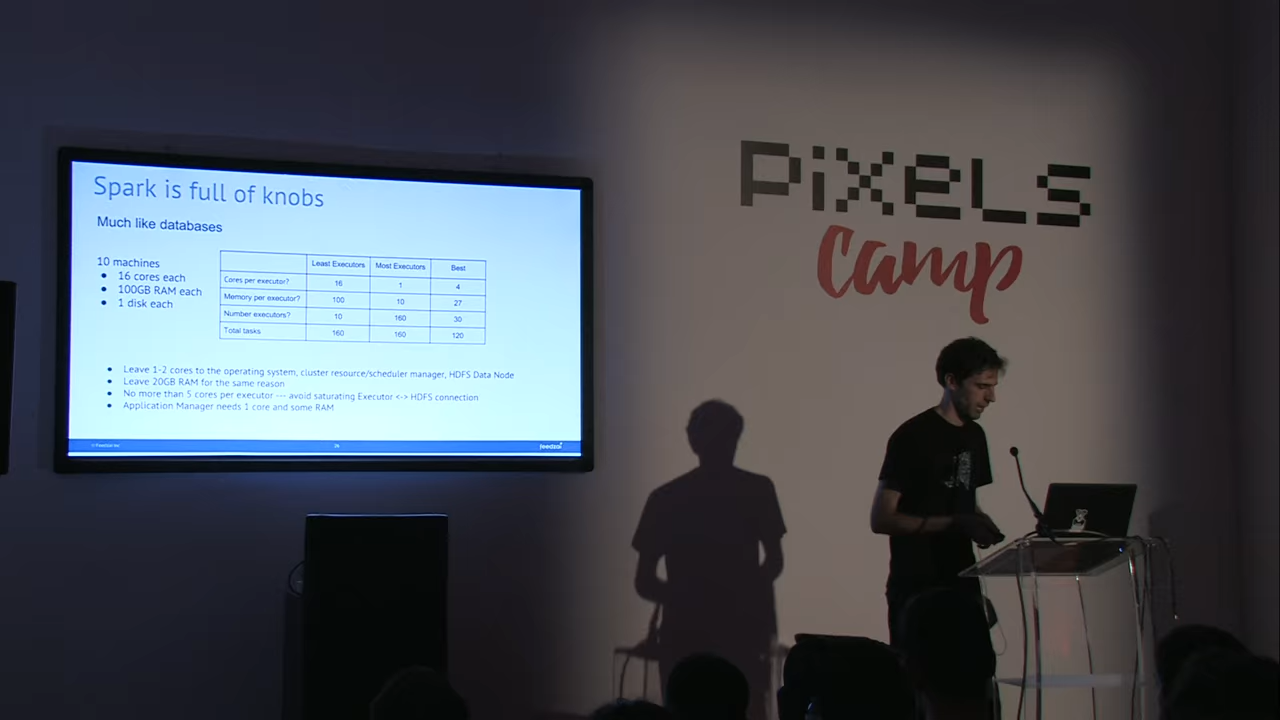 Spark is full of knobs
Much like databases
10 machines
● 16 cores each
● 100GB RAM each
● 1 disk each
Least Executors Most Executors Best
Cores per executor? 16 1 4
Memory per executor? 100 10 27
Number executors? 10 160 30
Total tasks 160 160 120
● Leave 1-2 cores to the operating system, cluster resource/scheduler manager, HDFS Data Node
● Leave 20GB RAM for the same reason
● No more than 5 cores per executor --- avoid saturating Executor <-> HDFS connection
● Application Manager needs 1 core and some RAM
feedzai
pixels
camp